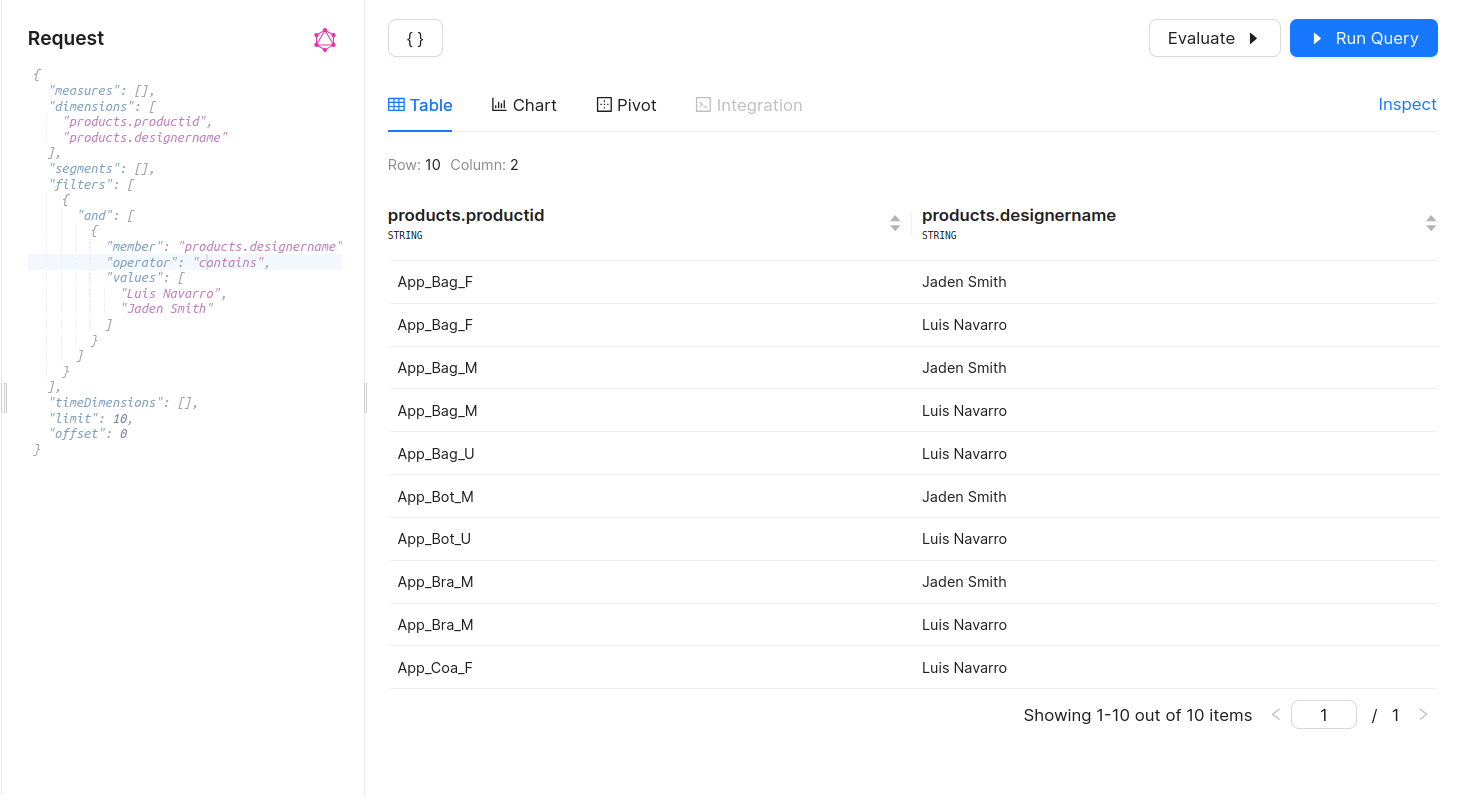 Request
{
"measures": [],
"dimensions": [
"products.productid",
"products.designername"
],
"segments": [],
"filters": [
{
"and": [
{
"member": "products.designername"
"operator": "contains",
"values": [
"Luis Navarro",
"Jaden Smith"
]
}
]
}
],
"timeDimensions": [],
"limit": 10,
"offset": 0
}
{ }
Evaluate
Run Query
Table Chart Pivot Integration Inspect
Row: 10 Column: 2
products.productid products.designername
STRING STRING
App_Bag_F Jaden Smith
App_Bag_F Luis Navarro
App_Bag_M Jaden Smith
App_Bag_M Luis Navarro
App_Bag_U Luis Navarro
App_Bot_M Jaden Smith
App_Bot_U Luis Navarro
App_Bra_M Jaden Smith
App_Bra_M Luis Navarro
App_Coa_F Luis Navarro
Showing 1-10 out of 10 items < 1 / 1 >